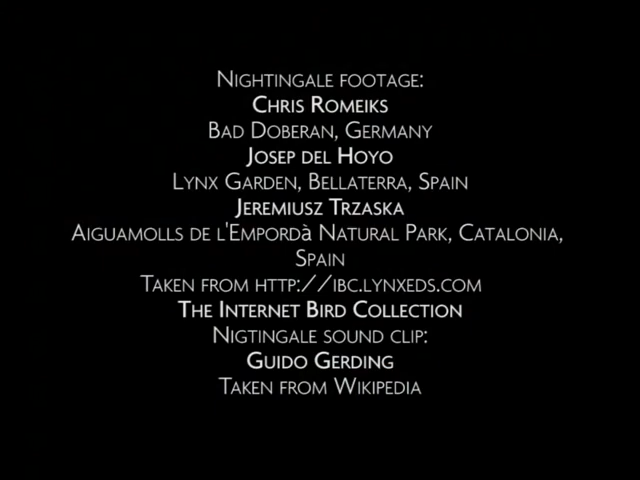 Nightingale footage:
Chris Romeiks
Bad Doberan, Germany
Josep del Hoyo
Lynx Garden, Bellaterra, Spain
Jeremiusz Trzaska
Aiguamolls de l'Empordà Natural Park, Catalonia,
Spain
Taken from http://ibc.lynxeds.com
The Internet Bird Collection
Nigtingale sound clip:
Guido Gerding
Taken from Wikipedia